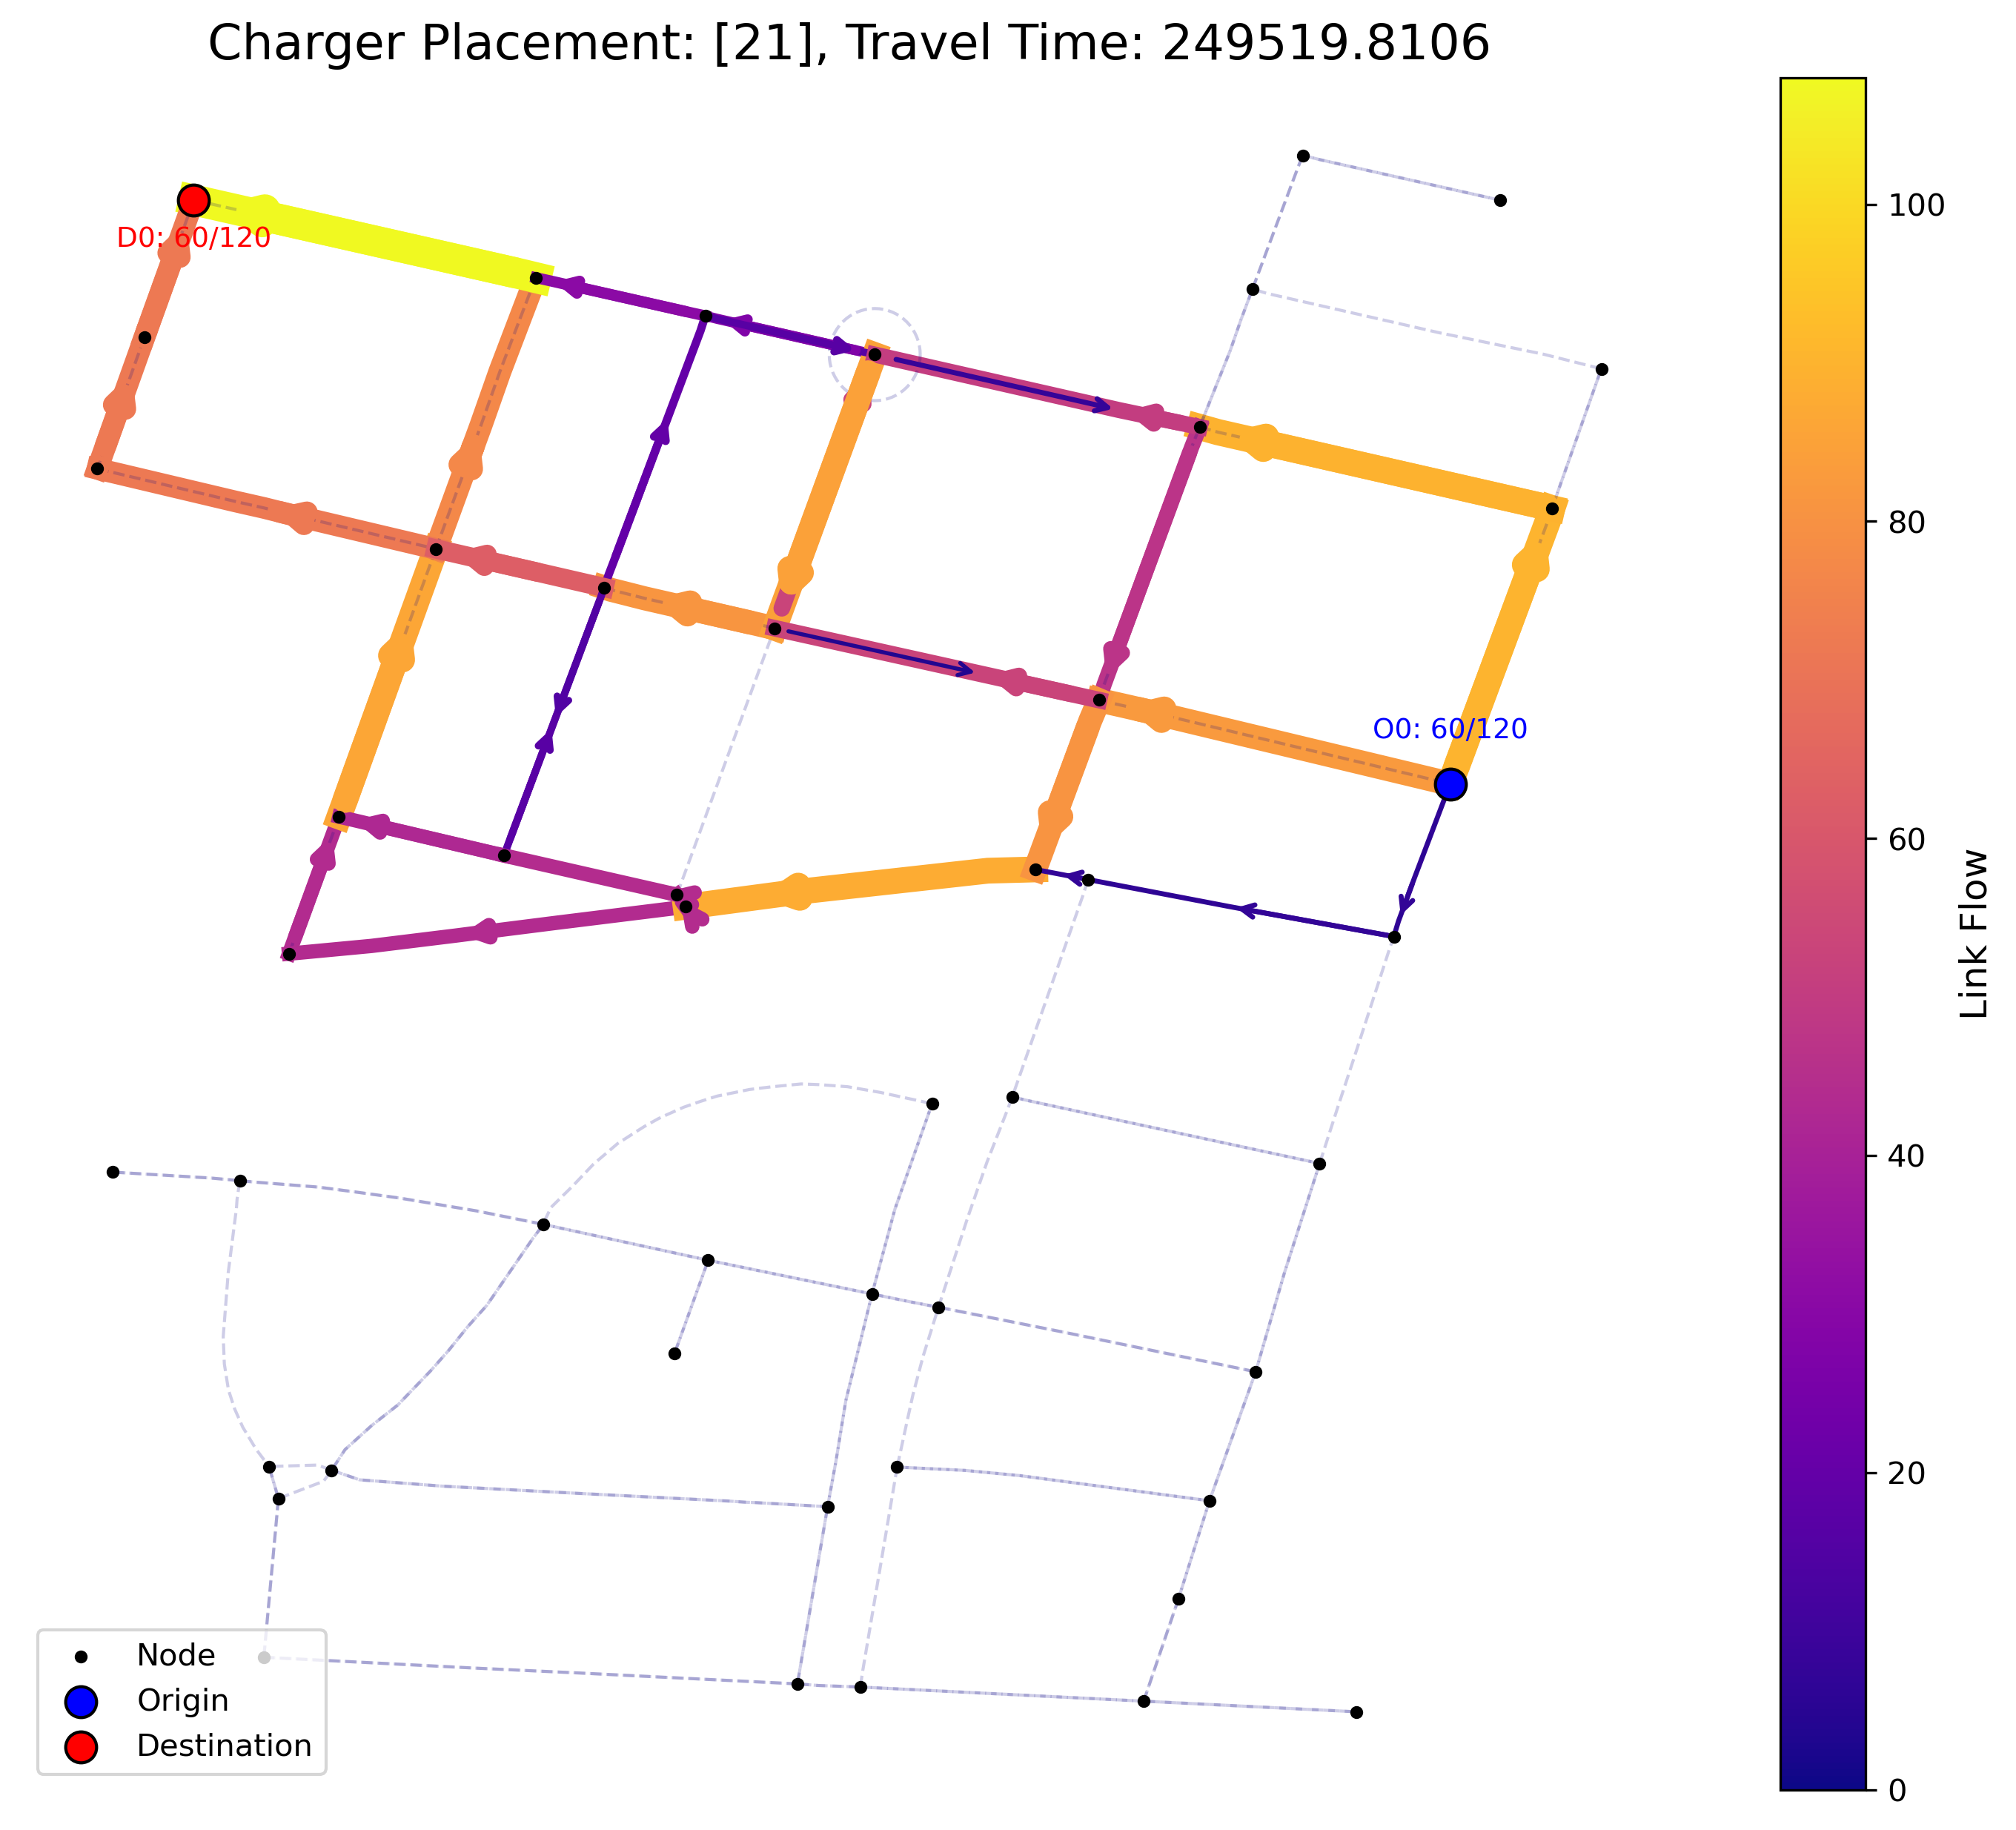 Charger Placement: [21], Travel Time: 249519.8106
D0: 60/120
O0: 60/120
100
80
60
40
20
0
Link Flow
Node
Origin
Destination